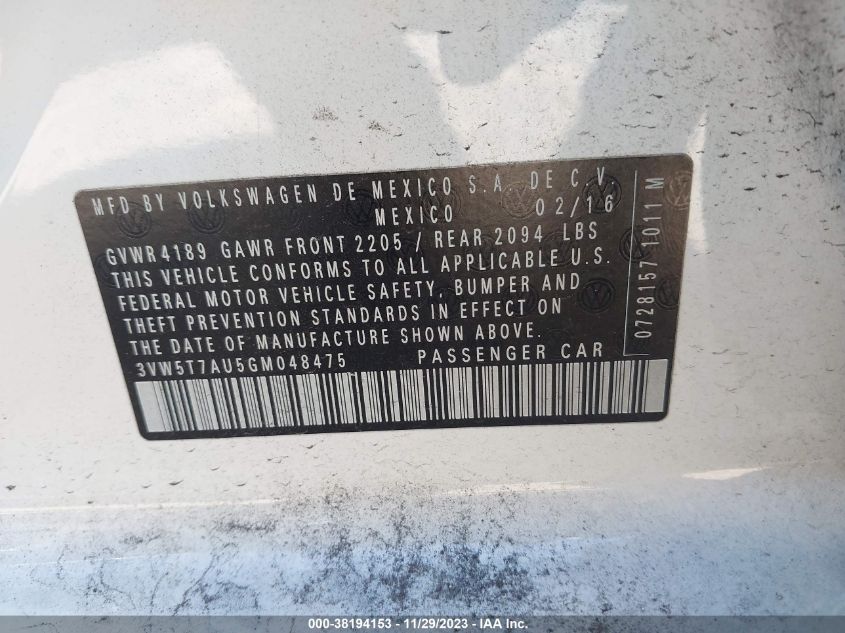 MFD BY VOLKSWAGEN DE MEXICO S.A. DE C.V.
MEXICO 02/16
GVWR4189 GAWR FRONT 2205 / REAR 2094 LBS
THIS VEHICLE CONFORMS TO ALL APPLICABLE U.S.
FEDERAL MOTOR VEHICLE SAFETY, BUMPER AND
THEFT PREVENTION STANDARDS IN EFFECT ON
THE DATE OF MANUFACTURE SHOWN ABOVE.
3VW5T7AU5GM048475 PASSENGER CAR
0728157 1011 M
000-38194153 - 11/29/2023 - IAA Inc.